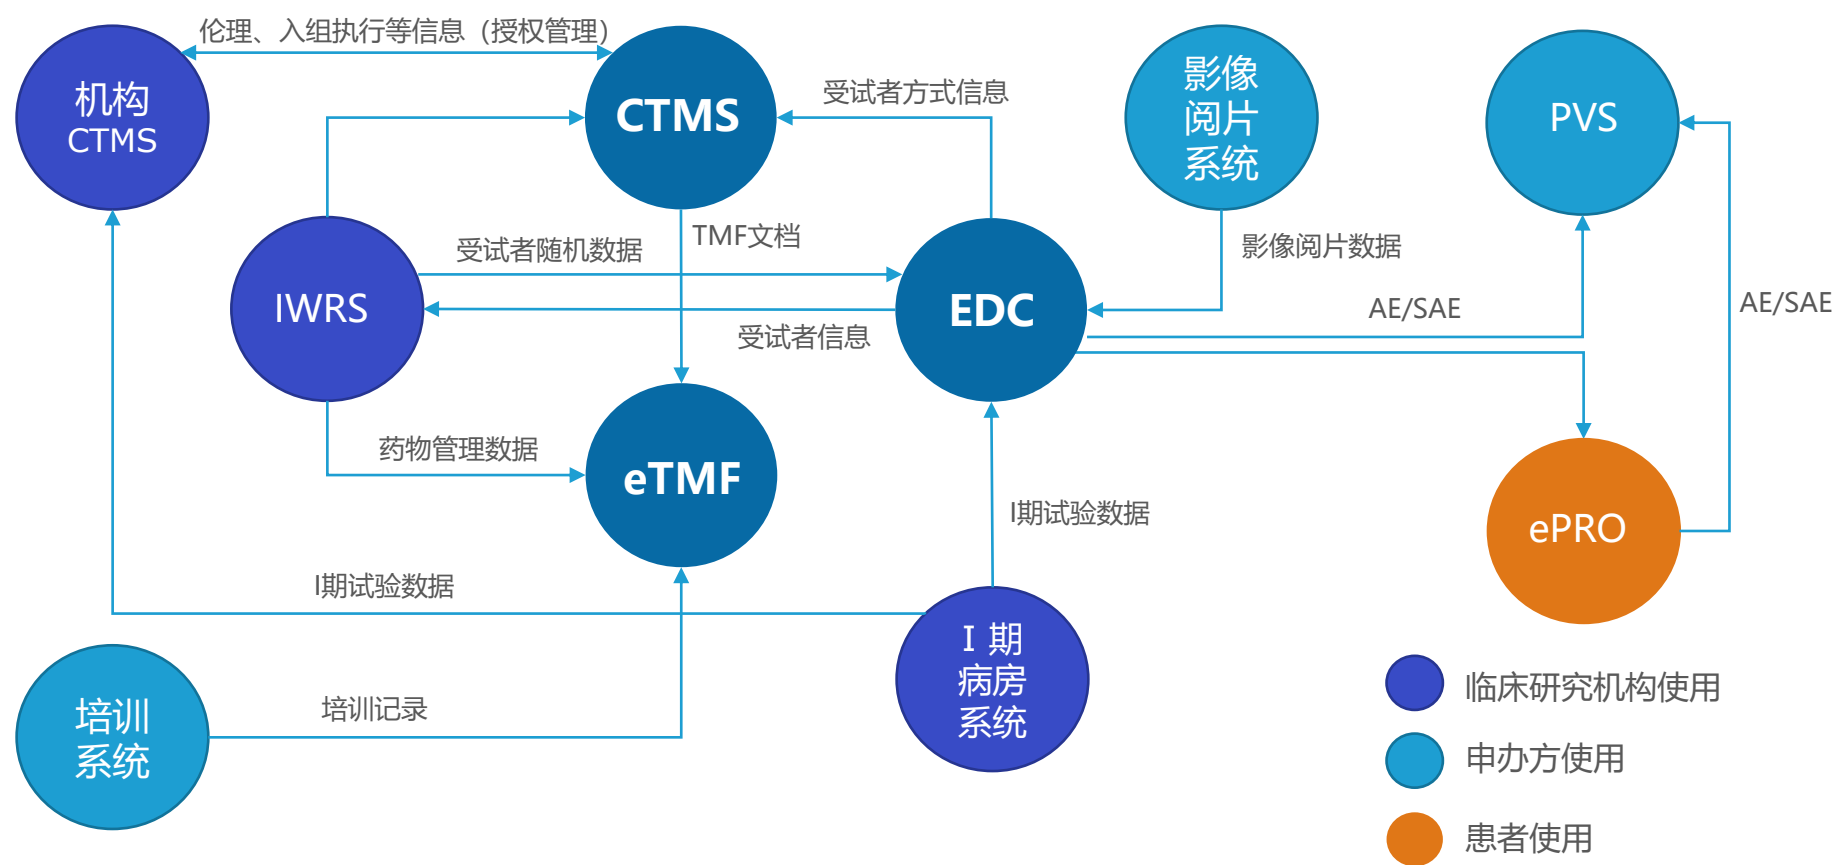 伦理、入组执行等信息（授权管理）
机构
CTMS
CTMS
受试者方式信息
影像
阅片
系统
PVS
受试者随机数据
TMF文档
影像阅片数据
IWRS
EDC
AE/SAE
AE/SAE
受试者信息
药物管理数据
eTMF
I期试验数据
ePRO
I期试验数据
I 期
病房
系统
培训记录
培训
系统
临床研究机构使用
申办方使用
患者使用